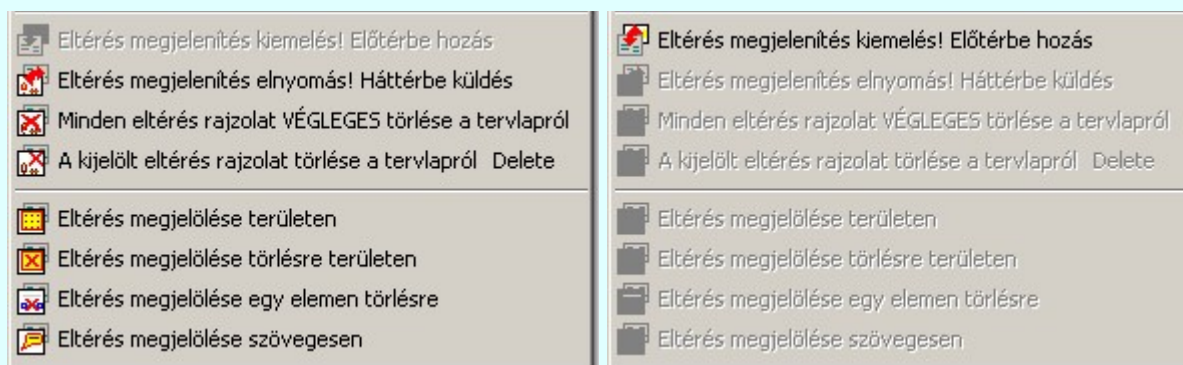 Eltérés megjelenítés kiemelés! Előtérbe hozás
Eltérés megjelenítés elnyomás! Háttérbe küldés
Minden eltérés rajzolat VÉGLEGES törlése a tervlapról
A kijelölt eltérés rajzolat törlése a tervlapról Delete
Eltérés megjelölése területen
Eltérés megjelölése törlésre területen
Eltérés megjelölése egy elemen törlésre
Eltérés megjelölése szövegesen
Eltérés megjelenítés kiemelés! Előtérbe hozás
Eltérés megjelenítés elnyomás! Háttérbe küldés
Minden eltérés rajzolat VÉGLEGES törlése a tervlapról
A kijelölt eltérés rajzolat törlése a tervlapról Delete
Eltérés megjelölése területen
Eltérés megjelölése törlésre területen
Eltérés megjelölése egy elemen törlésre
Eltérés megjelölése szövegesen